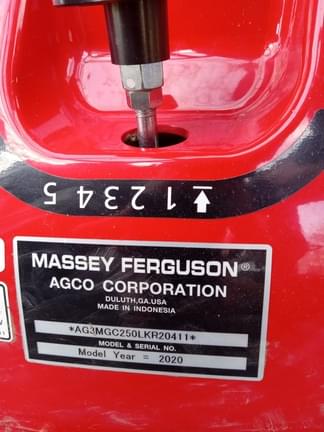 ↑ 1 2 3 4 5
MASSEY FERGUSON®
AGCO CORPORATION
DULUTH,GA.USA
MADE IN INDONESIA
*AG3MGC250LKR20411*
MODEL & SERIAL NO.
Model Year = 2020